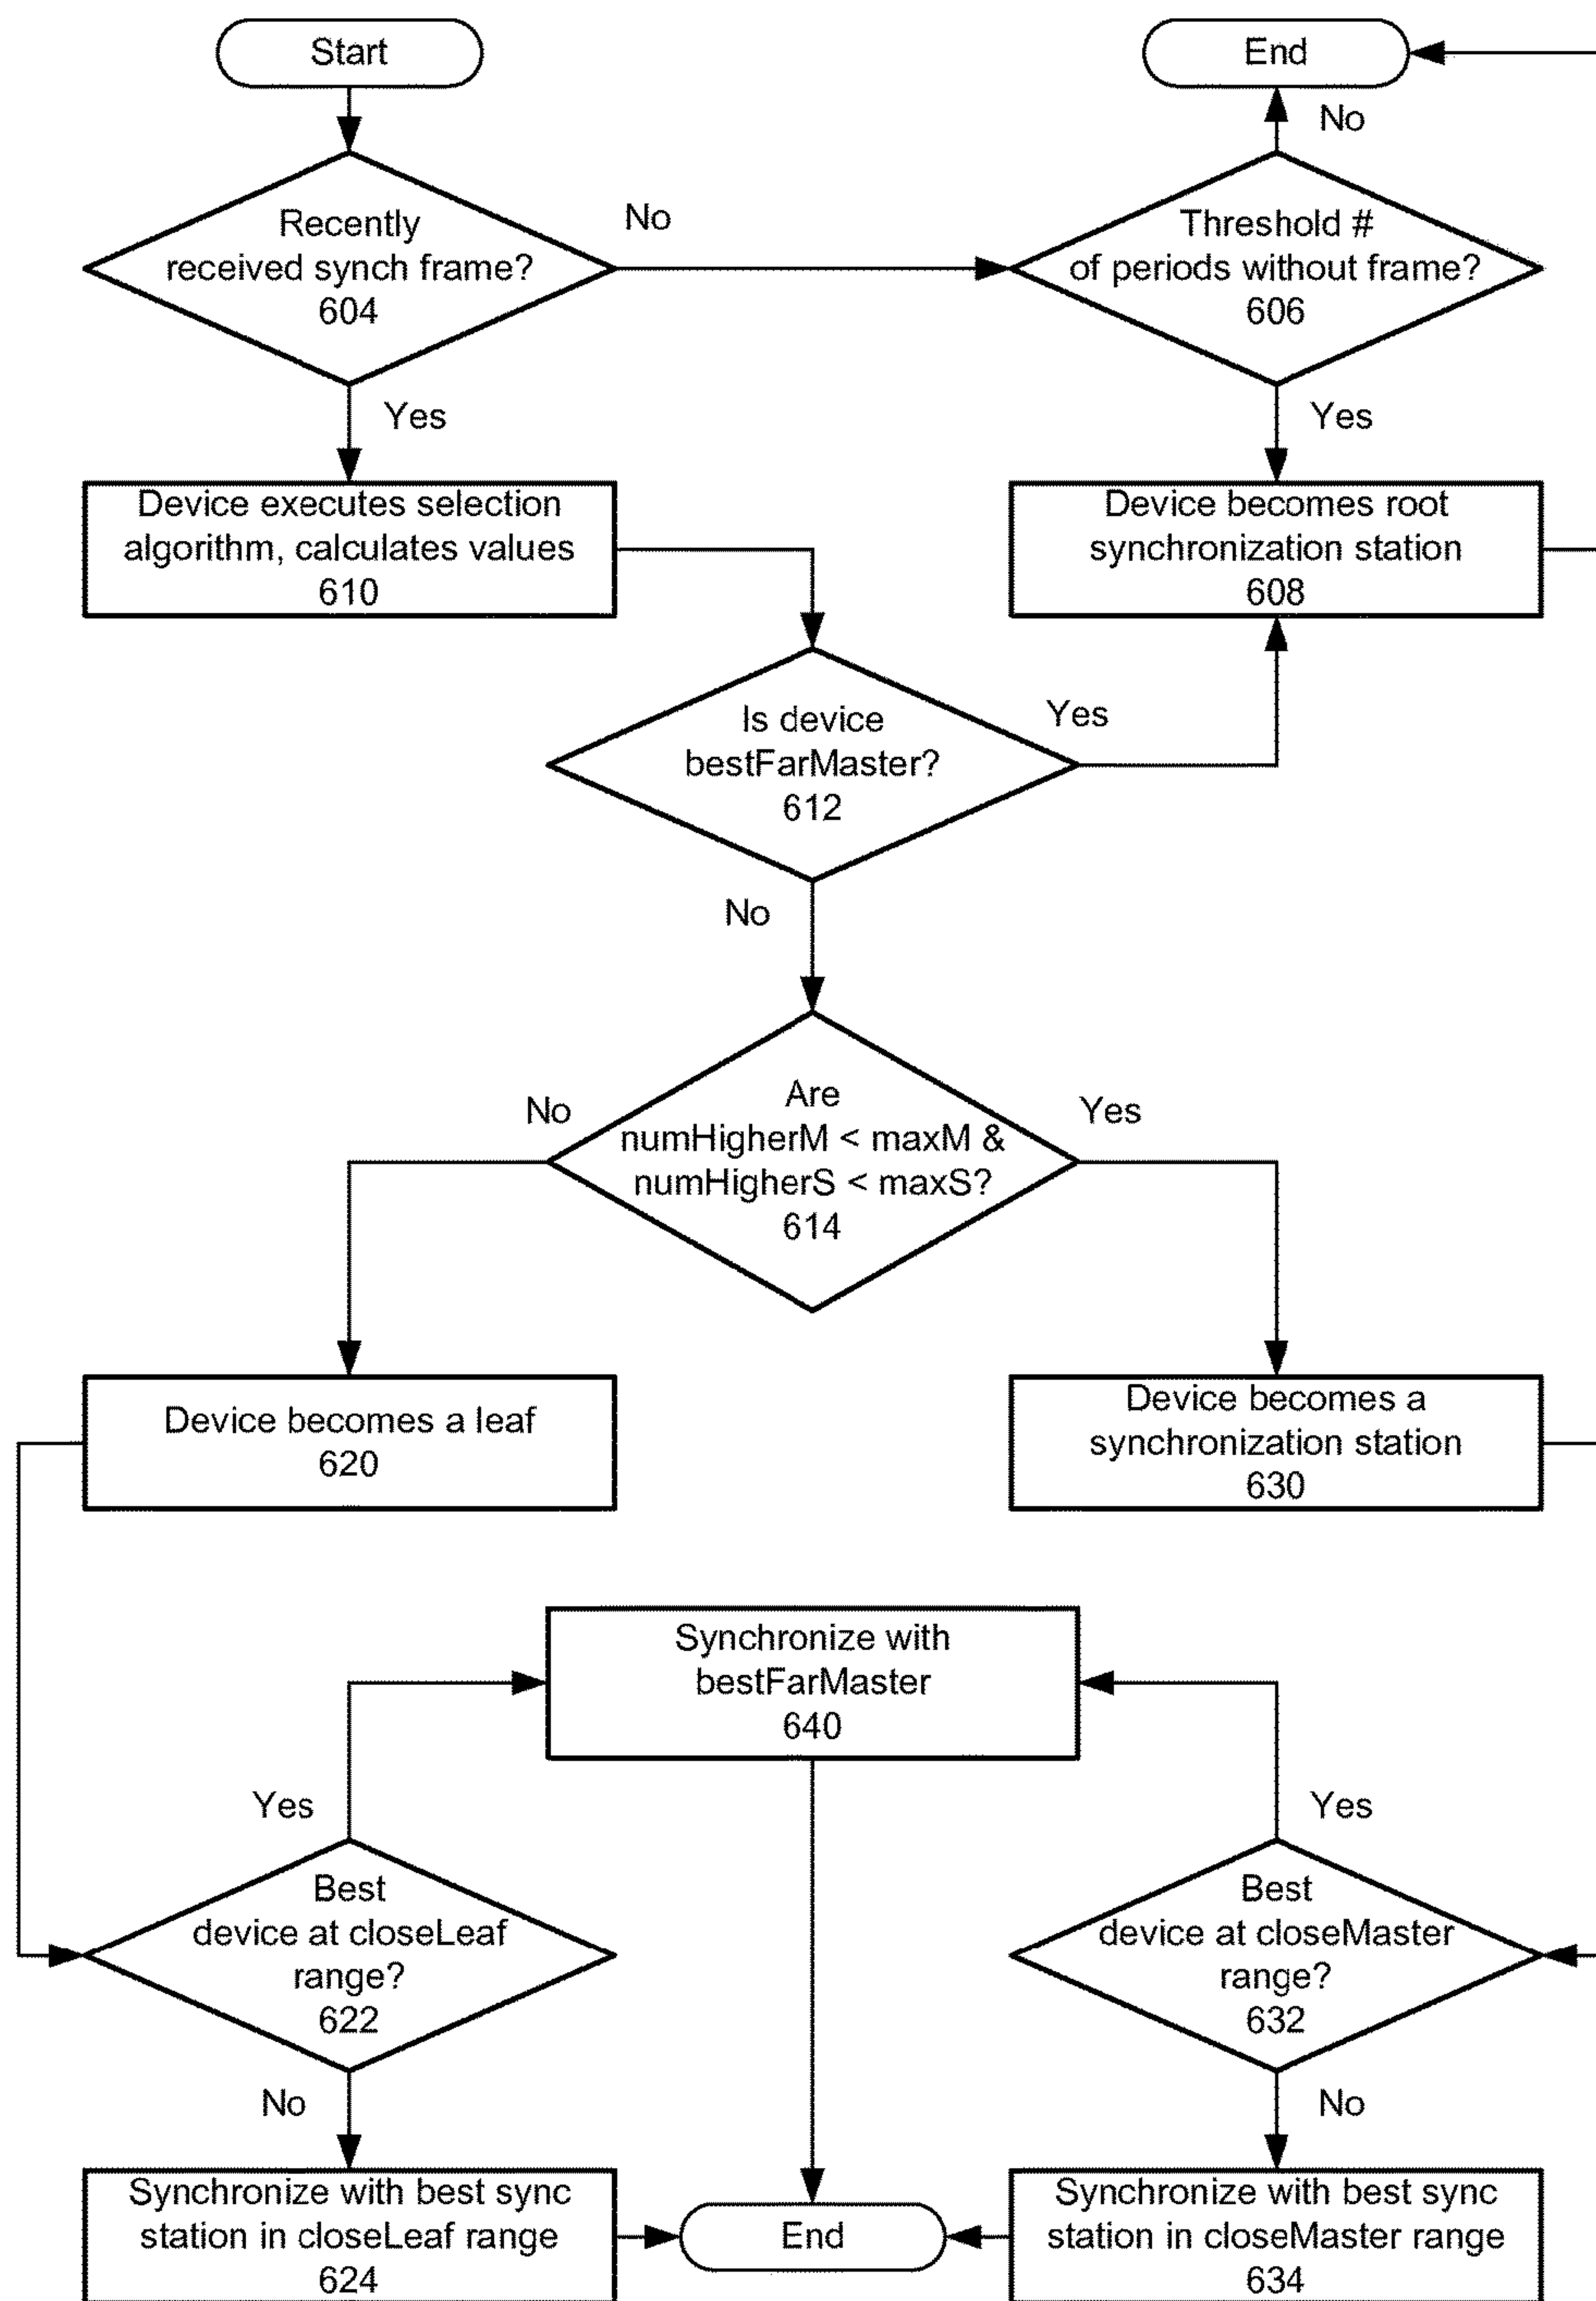 Start
End
No
Recently
received synch frame?
604
No
Threshold #
of periods without frame?
606
Yes
Yes
Device executes selection
algorithm, calculates values
610
Device becomes root
synchronization station
608
Is device
bestFarMaster?
612
Yes
No
Are
numHigherM < maxM &
numHigherS < maxS?
614
No
Yes
Device becomes a leaf
620
Device becomes a
synchronization station
630
Synchronize with
bestFarMaster
640
Yes
Yes
Best
device at closeLeaf
range?
622
Best
device at closeMaster
range?
632
No
No
Synchronize with best sync
station in closeLeaf range
624
End
Synchronize with best sync
station in closeMaster range
634